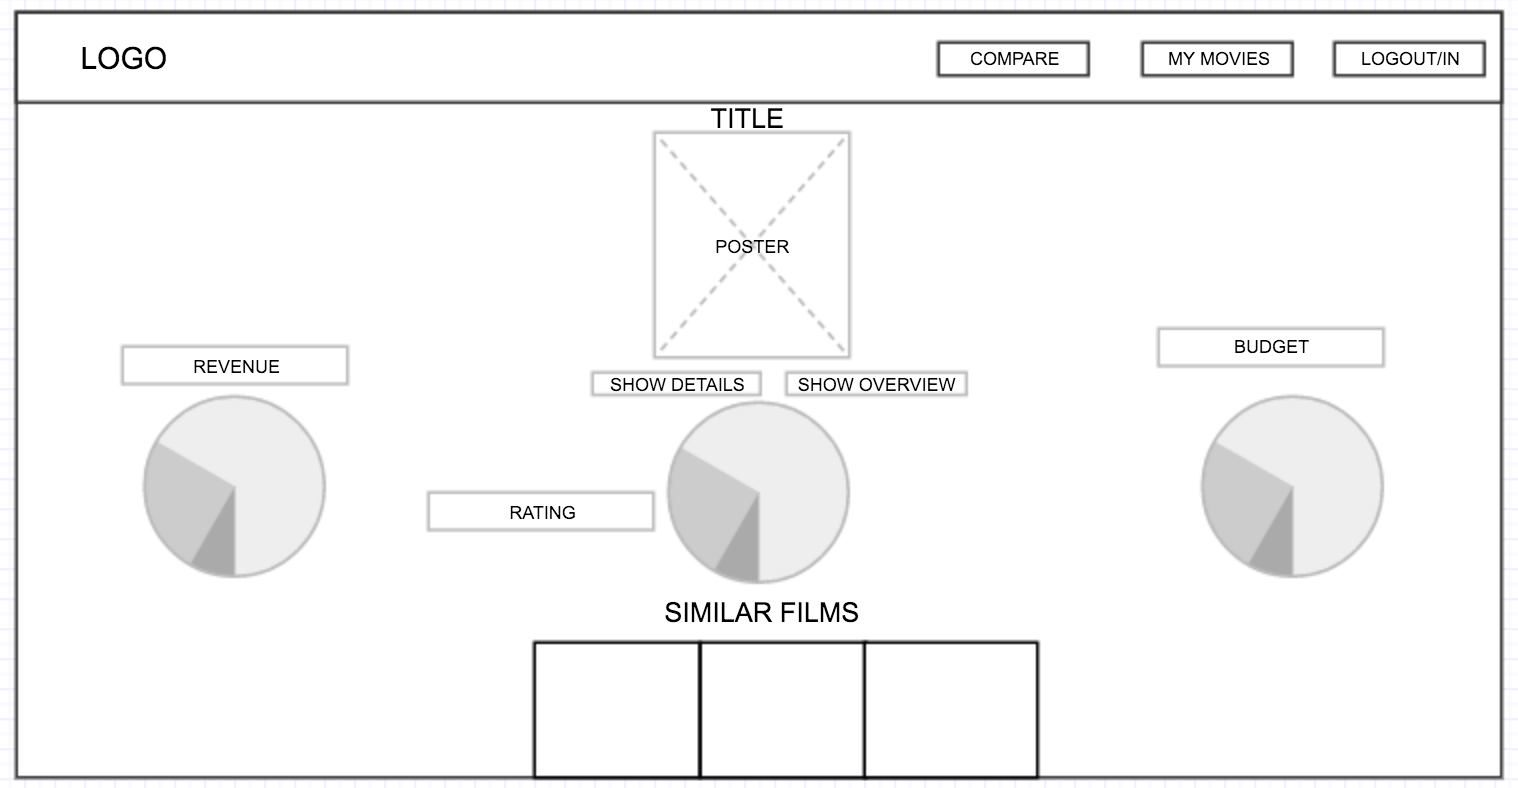 LOGO
COMPARE
MY MOVIES
LOGOUT/IN
TITLE
POSTER
REVENUE
BUDGET
SHOW DETAILS
SHOW OVERVIEW
RATING
SIMILAR FILMS